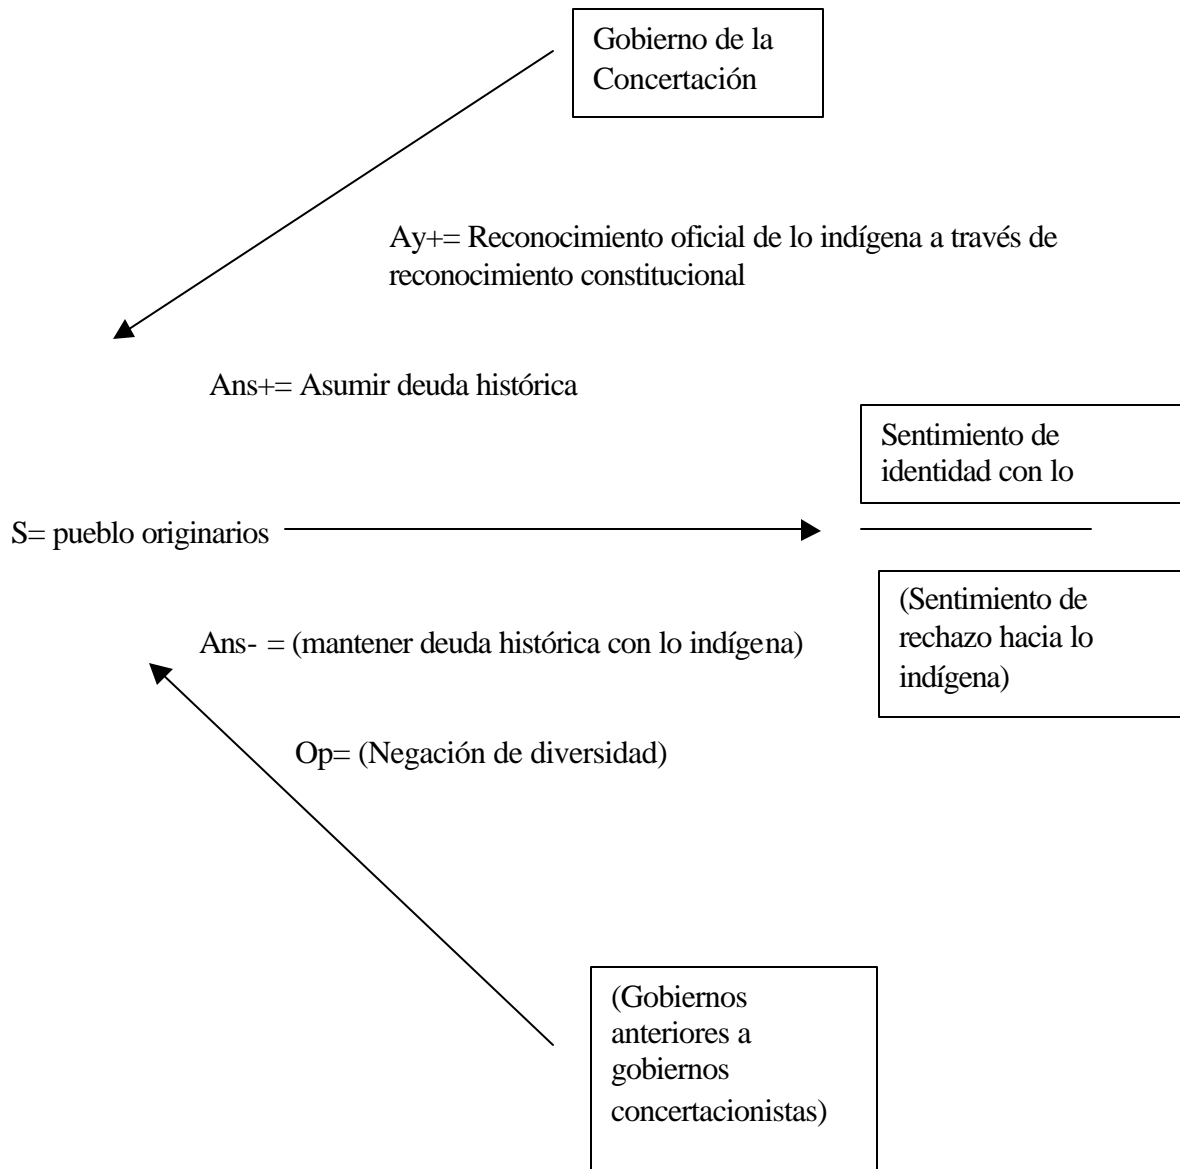 Gobierno de la
Concertación
Ay+= Reconocimiento oficial de lo indígena a través de
reconocimiento constitucional
Ans+= Asumir deuda histórica
Sentimiento de
identidad con lo
S= pueblo originarios
(Sentimiento de
rechazo hacia lo
indígena)
Ans- = (mantener deuda histórica con lo indígena)
Op= (Negación de diversidad)
(Gobiernos
anteriores a
gobiernos
concertacionistas)